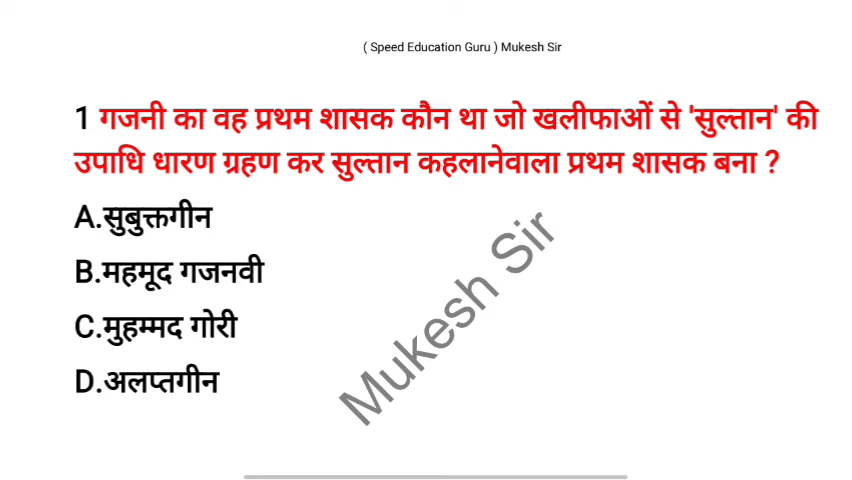 ( Speed Education Guru ) Mukesh Sir
1 गजनी का वह प्रथम शासक कौन था जो खलीफाओं से 'सुल्तान' की
उपाधि धारण ग्रहण कर सुल्तान कहलानेवाला प्रथम शासक बना ?
A.सुबुक्तगीन
B.महमूद गजनवी
C.मुहम्मद गोरी
D.अलप्तगीन
Mukesh Sir